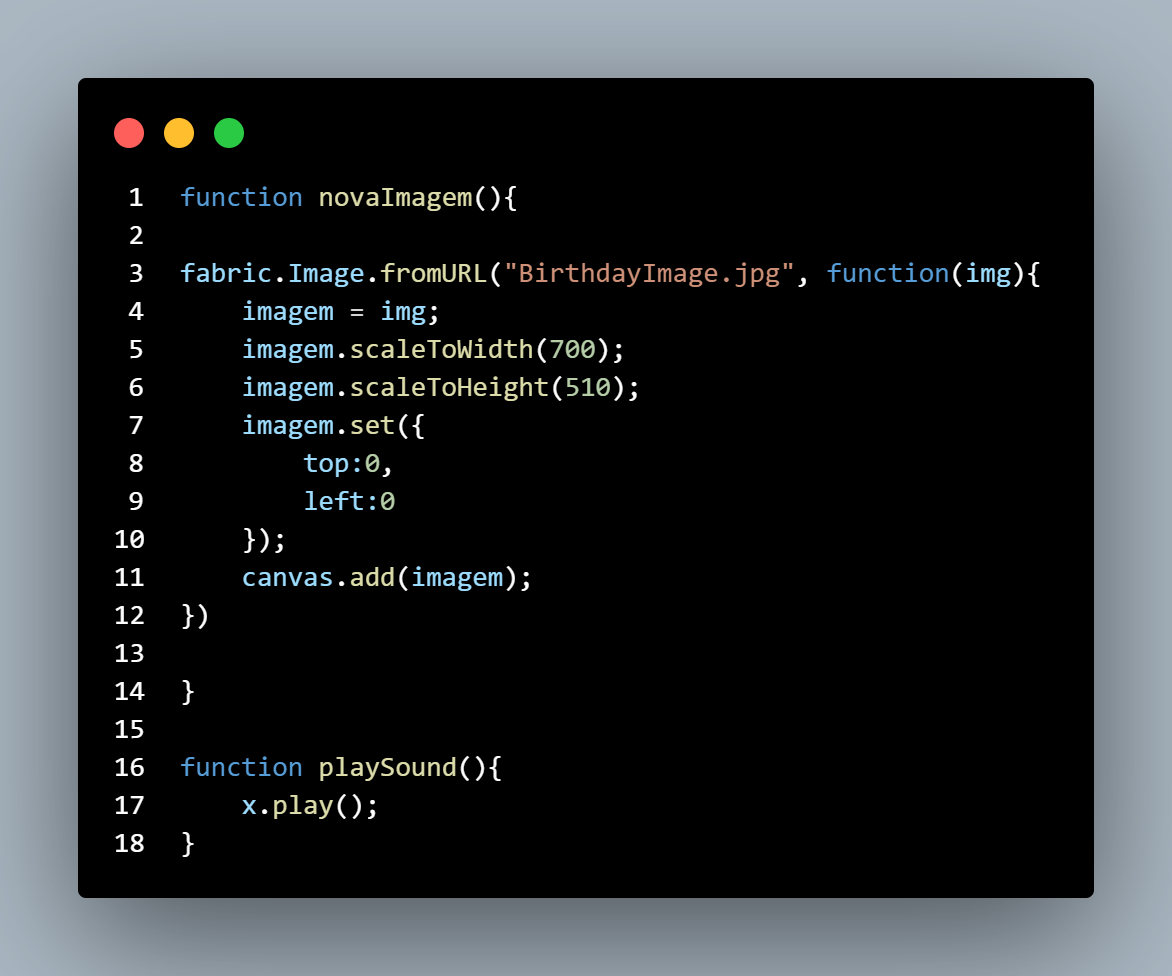 1 function novaImagem(){
2
3 fabric.Image.fromURL("BirthdayImage.jpg", function(img){
4     imagem = img;
5     imagem.scaleToWidth(700);
6     imagem.scaleToHeight(510);
7     imagem.set({
8         top:0,
9         left:0
10     });
11     canvas.add(imagem);
12 })
13
14 }
15
16 function playSound(){
17     x.play();
18 }